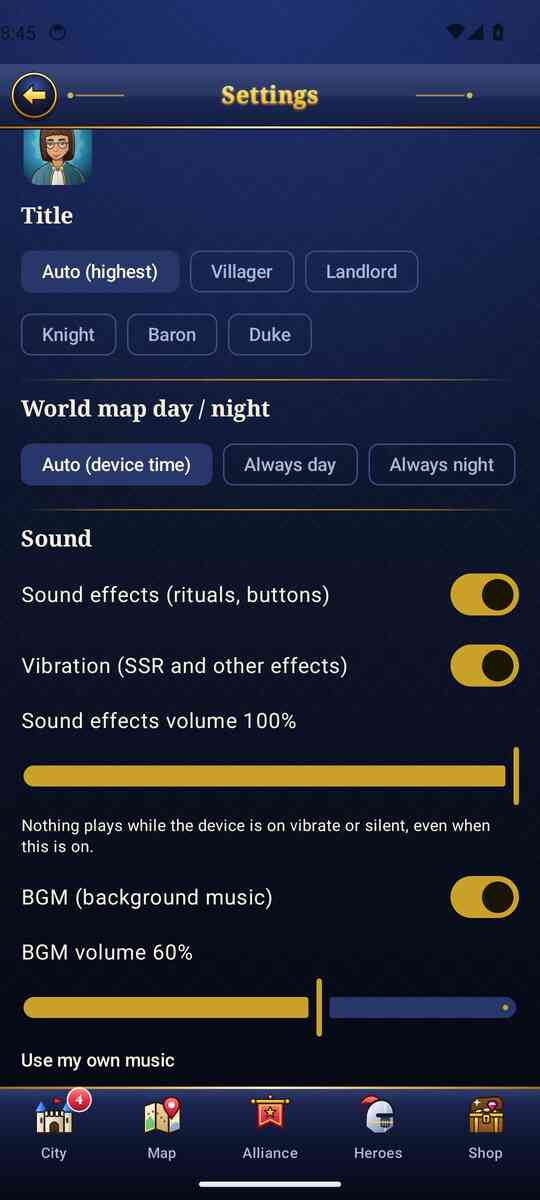 8:45
Settings
Title
Auto (highest)
Villager
Landlord
Knight
Baron
Duke
World map day / night
Auto (device time)
Always day
Always night
Sound
Sound effects (rituals, buttons)
Vibration (SSR and other effects)
Sound effects volume 100%
Nothing plays while the device is on vibrate or silent, even when
this is on.
BGM (background music)
BGM volume 60%
Use my own music
4
City
Map
Alliance
Heroes
Shop